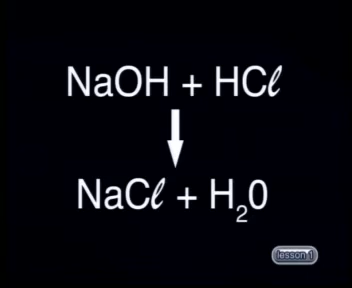 NaOH + HCℓ
NaCℓ + H₂0
lesson 1